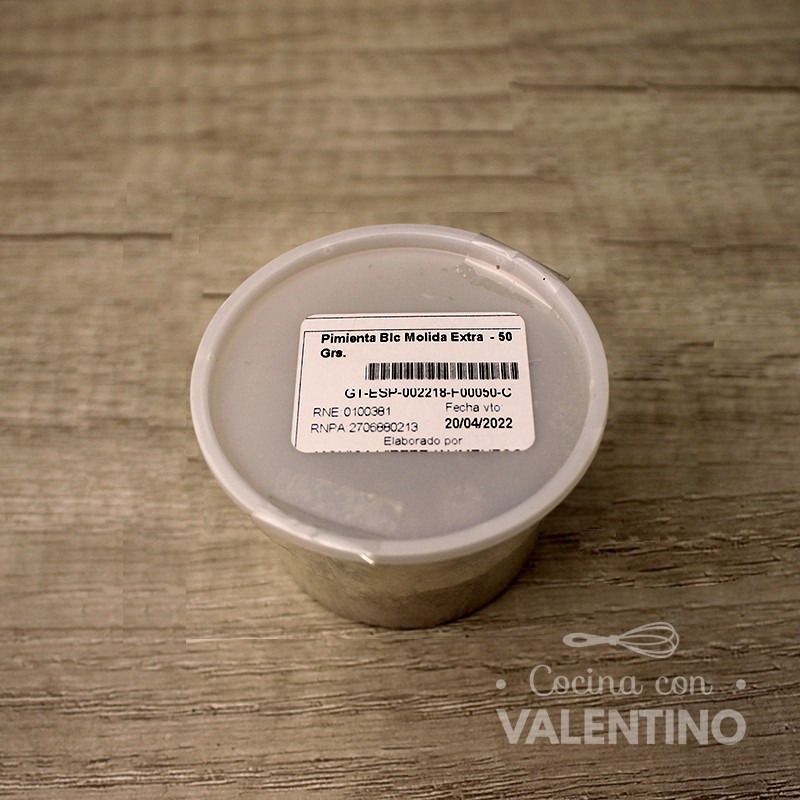 Pimienta Blc Molida Extra - 50
Grs.
GT-ESP-002218-F00050-C
RNE 0100381
Fecha vto:
RNPA 2706880213
20/04/2022
Elaborado por
Cocina con
VALENTINO